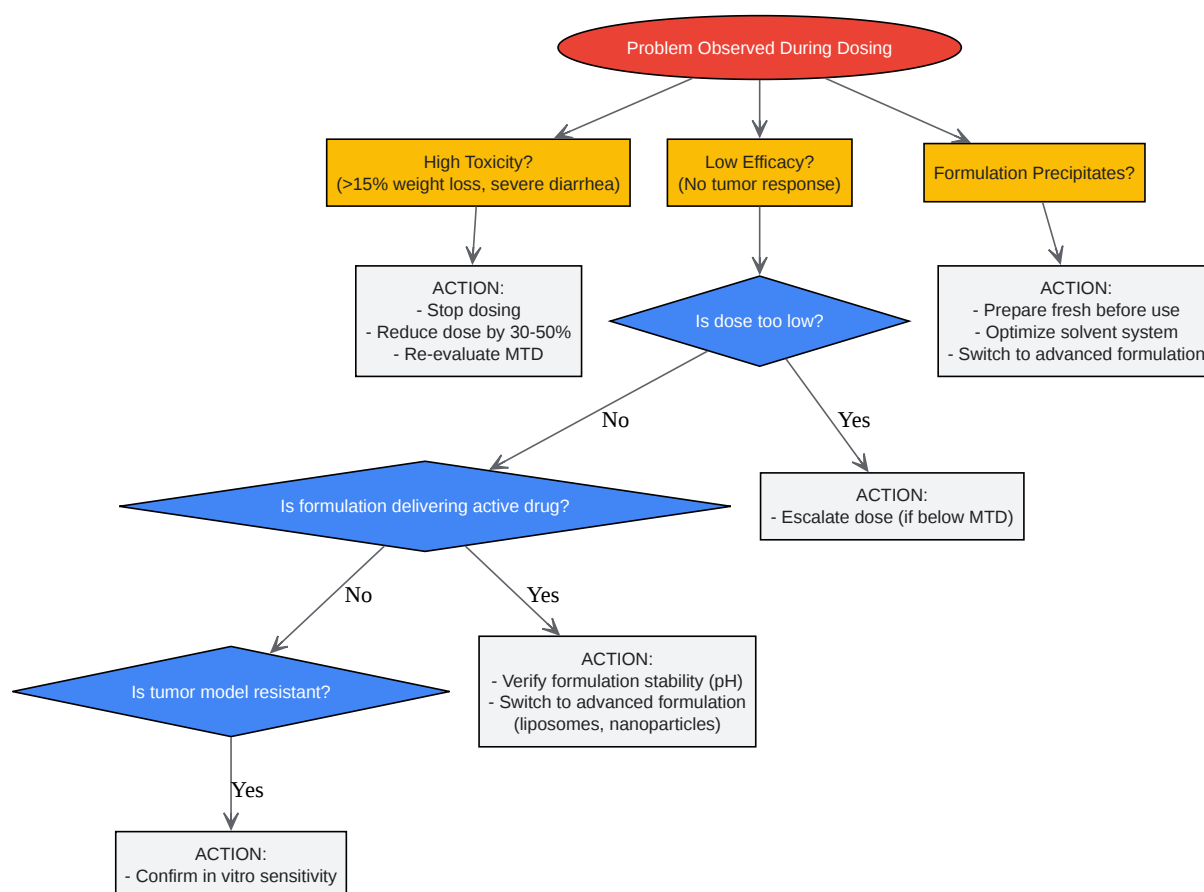 Problem Observed During Dosing
High Toxicity?
(>15% weight loss, severe diarrhea)
Low Efficacy?
(No tumor response)
Formulation Precipitates?
ACTION:
- Stop dosing
- Reduce dose by 30-50%
- Re-evaluate MTD
Is dose too low?
ACTION:
- Prepare fresh before use
- Optimize solvent system
- Switch to advanced formulation
No
Yes
Is formulation delivering active drug?
ACTION:
- Escalate dose (if below MTD)
No
Yes
Is tumor model resistant?
ACTION:
- Verify formulation stability (pH)
- Switch to advanced formulation
(liposomes, nanoparticles)
Yes
ACTION:
- Confirm in vitro sensitivity